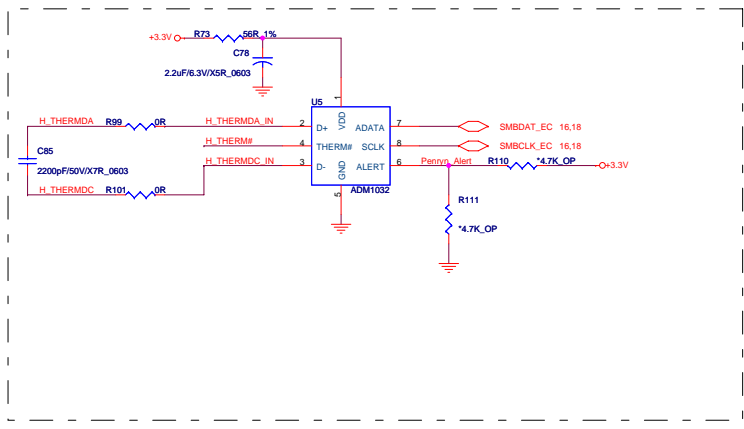 +3.3V
R73
56R_1%
C78
2.2uF/6.3V/X5R_0603
U5
1
VDD
H_THERMDA
R99
0R
H_THERMDA_IN
2
D+
ADATA
7
SMBDAT_EC 16,18
H_THERM#
4
THERM#
SCLK
8
SMBCLK_EC 16,18
C85
2200pF/50V/X7R_0603
H_THERMDC_IN
3
D-
GND
ALERT
6
Penryn_Alert
R110
*4.7K_OP
+3.3V
H_THERMDC
R101
0R
5
ADM1032
R111
*4.7K_OP